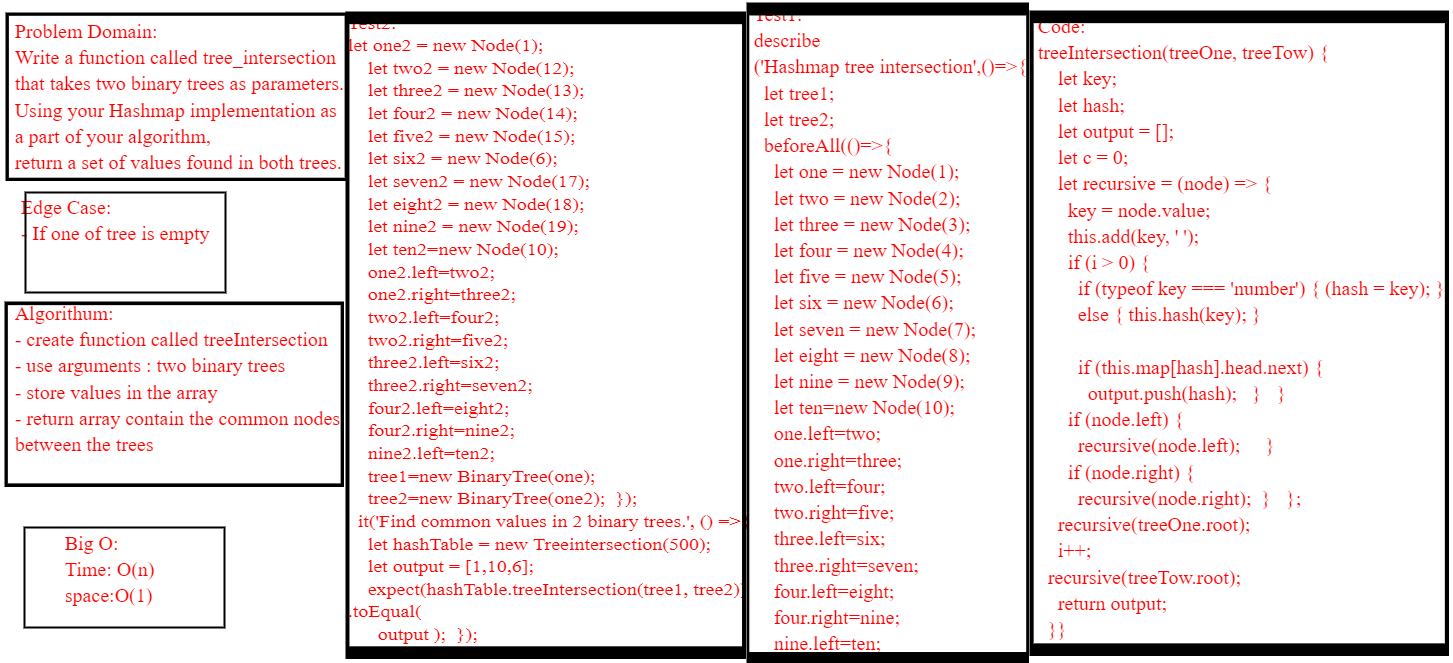 Problem Domain:
Write a function called tree_intersection
that takes two binary trees as parameters.
Using your Hashmap implementation as
a part of your algorithm,
return a set of values found in both trees.
Edge Case:
- If one of tree is empty
Algorithum:
- create function called treeIntersection
- use arguments : two binary trees
- store values in the array
- return array contain the common nodes
between the trees
Big O:
Time: O(n)
space:O(1)
Test2:
let one2 = new Node(1);
let two2 = new Node(12);
let three2 = new Node(13);
let four2 = new Node(14);
let five2 = new Node(15);
let six2 = new Node(6);
let seven2 = new Node(17);
let eight2 = new Node(18);
let nine2 = new Node(19);
let ten2=new Node(10);
one2.left=two2;
one2.right=three2;
two2.left=four2;
two2.right=five2;
three2.left=six2;
three2.right=seven2;
four2.left=eight2;
four2.right=nine2;
nine2.left=ten2;
tree1=new BinaryTree(one);
tree2=new BinaryTree(one2); });
it('Find common values in 2 binary trees.', () =>{
let hashTable = new Treeintersection(500);
let output = [1,10,6];
expect(hashTable.treeIntersection(tree1, tree2))
.toEqual(
output ); });
Test1:
describe
('Hashmap tree intersection',()=>{
let tree1;
let tree2;
beforeAll(()=>{
let one = new Node(1);
let two = new Node(2);
let three = new Node(3);
let four = new Node(4);
let five = new Node(5);
let six = new Node(6);
let seven = new Node(7);
let eight = new Node(8);
let nine = new Node(9);
let ten=new Node(10);
one.left=two;
one.right=three;
two.left=four;
two.right=five;
three.left=six;
three.right=seven;
four.left=eight;
four.right=nine;
nine.left=ten;
Code:
treeIntersection(treeOne, treeTow) {
let key;
let hash;
let output = [];
let c = 0;
let recursive = (node) => {
key = node.value;
this.add(key, ' ');
if (i > 0) {
if (typeof key === 'number') { (hash = key); }
else { this.hash(key); }
if (this.map[hash].head.next) {
output.push(hash); } }
if (node.left) {
recursive(node.left); }
if (node.right) {
recursive(node.right); } };
recursive(treeOne.root);
i++;
recursive(treeTow.root);
return output;
}}